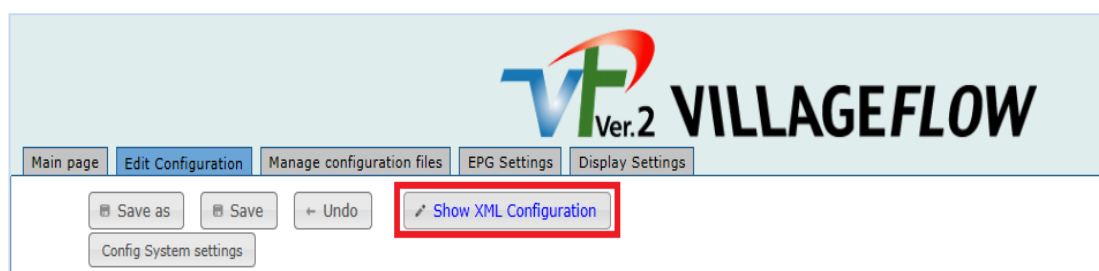 Ver.2 VILLAGEFLOW
Main page Edit Configuration Manage configuration files EPG Settings Display Settings
Save as Save ← Undo Show XML Configuration
Config System settings